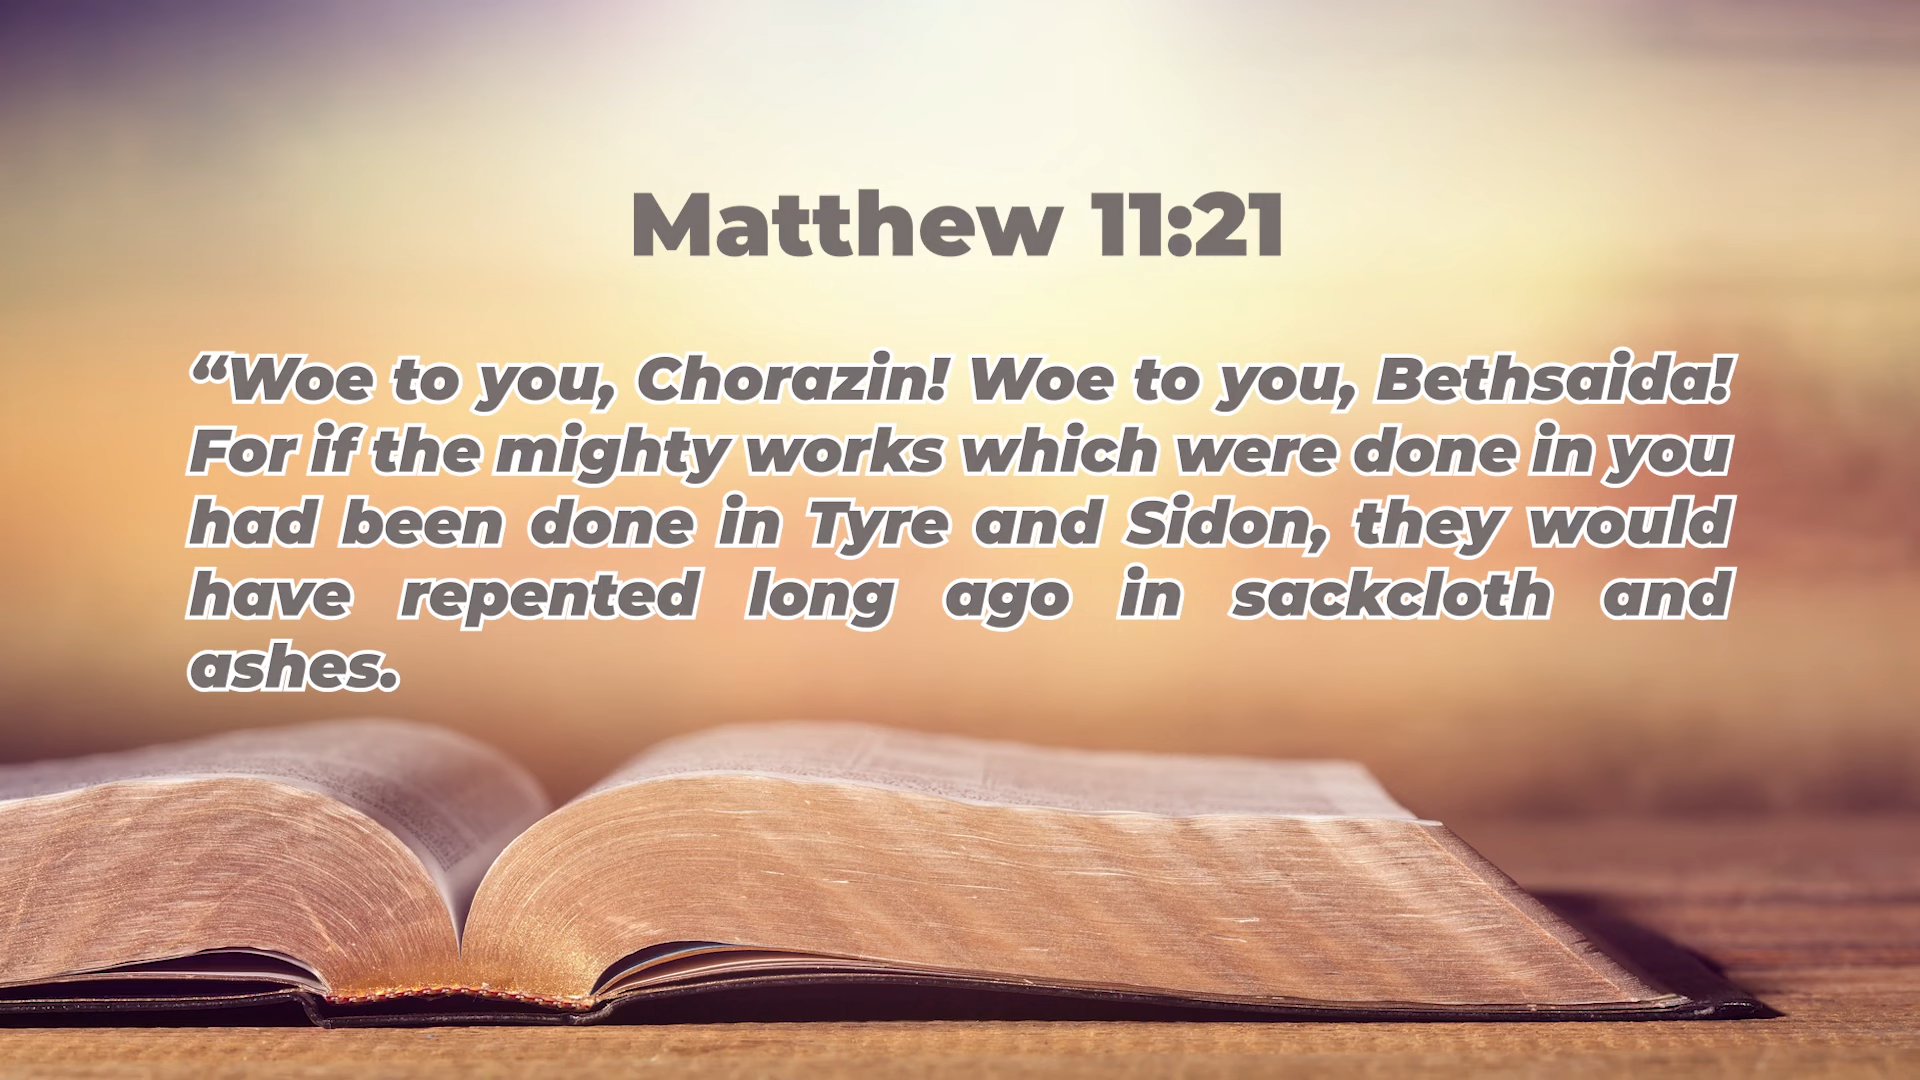 Matthew 11:21
“Woe to you, Chorazin! Woe to you, Bethsaida!
For if the mighty works which were done in you
had been done in Tyre and Sidon, they would
have repented long ago in sackcloth and
ashes.